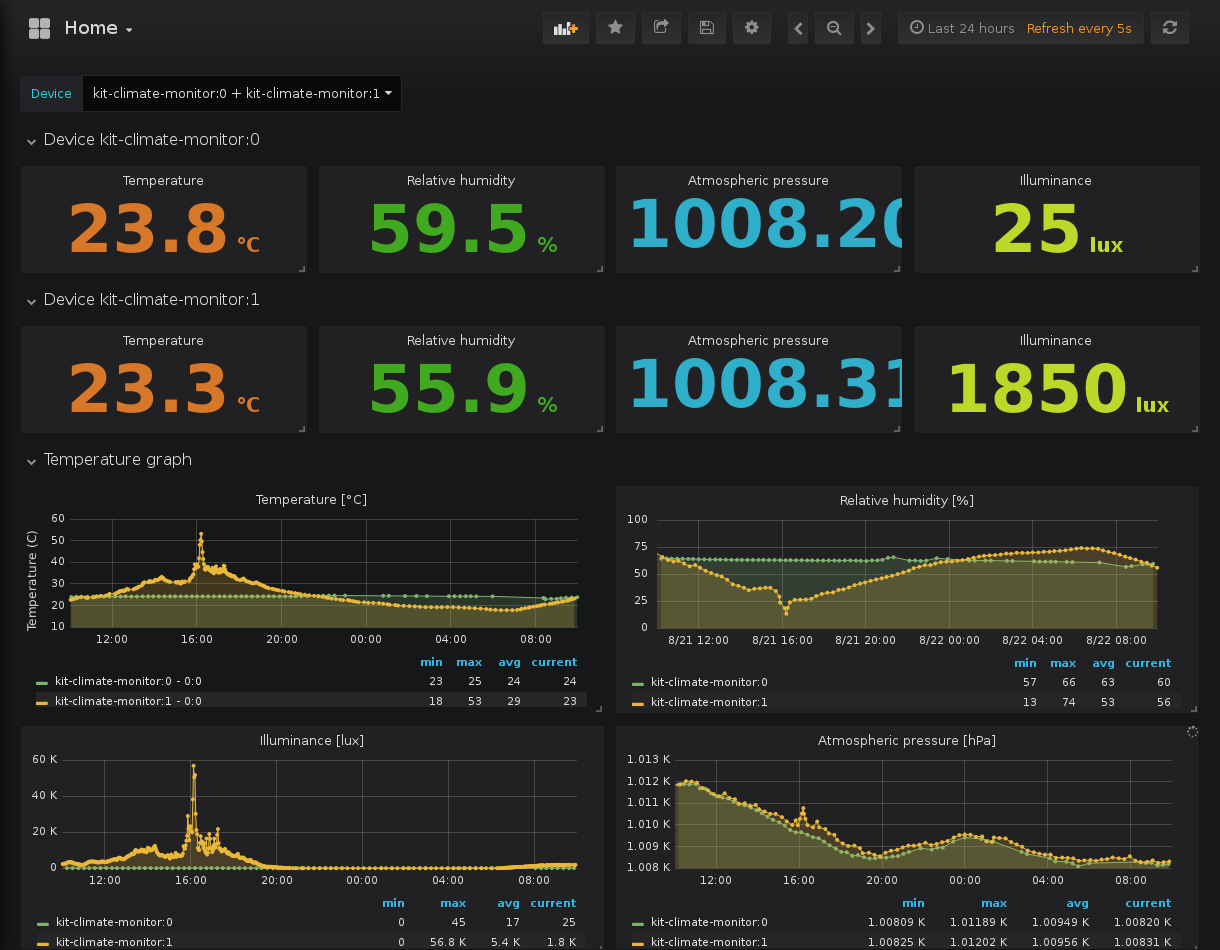 Home
Last 24 hours Refresh every 5s
Device kit-climate-monitor:0 + kit-climate-monitor:1
Device kit-climate-monitor:0
Temperature Relative humidity Atmospheric pressure Illuminance
23.8 °C 59.5 % 1008.20 25 lux
Device kit-climate-monitor:1
Temperature Relative humidity Atmospheric pressure Illuminance
23.3 °C 55.9 % 1008.31 1850 lux
Temperature graph
Temperature [°C]
Temperature (C)
60
50
40
30
20
10
12:00 16:00 20:00 00:00 04:00 08:00
min max avg current
kit-climate-monitor:0 - 0:0 23 25 24 24
kit-climate-monitor:1 - 0:0 18 53 29 23
Relative humidity [%]
100
75
50
25
0
8/21 12:00 8/21 16:00 8/21 20:00 8/22 00:00 8/22 04:00 8/22 08:00
min max avg current
kit-climate-monitor:0 57 66 63 60
kit-climate-monitor:1 13 74 53 56
Illuminance [lux]
60 K
40 K
20 K
0
12:00 16:00 20:00 00:00 04:00 08:00
min max avg current
kit-climate-monitor:0 0 45 17 25
kit-climate-monitor:1 0 56.8 K 5.4 K 1.8 K
Atmospheric pressure [hPa]
1.013 K
1.012 K
1.011 K
1.010 K
1.009 K
1.008 K
12:00 16:00 20:00 00:00 04:00 08:00
min max avg current
kit-climate-monitor:0 1.00809 K 1.01189 K 1.00949 K 1.00820 K
kit-climate-monitor:1 1.00825 K 1.01202 K 1.00956 K 1.00831 K